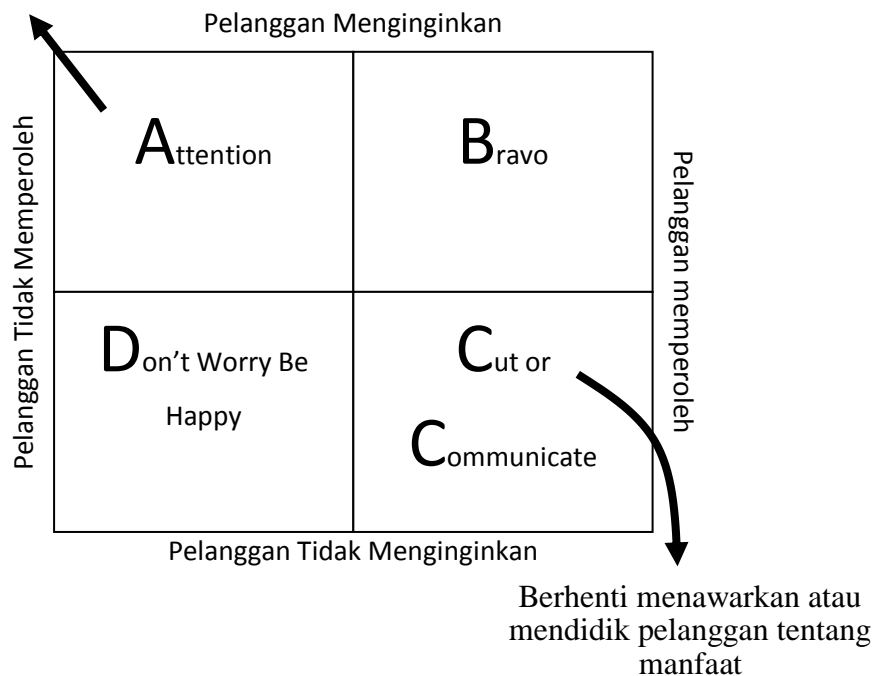 Pelanggan Menginginkan
Pelanggan Tidak Memperoleh
Attention
Bravo
Pelanggan memperoleh
Don’t Worry Be
Happy
Cut or
Communicate
Pelanggan Tidak Menginginkan
Berhenti menawarkan atau
mendidik pelanggan tentang
manfaat